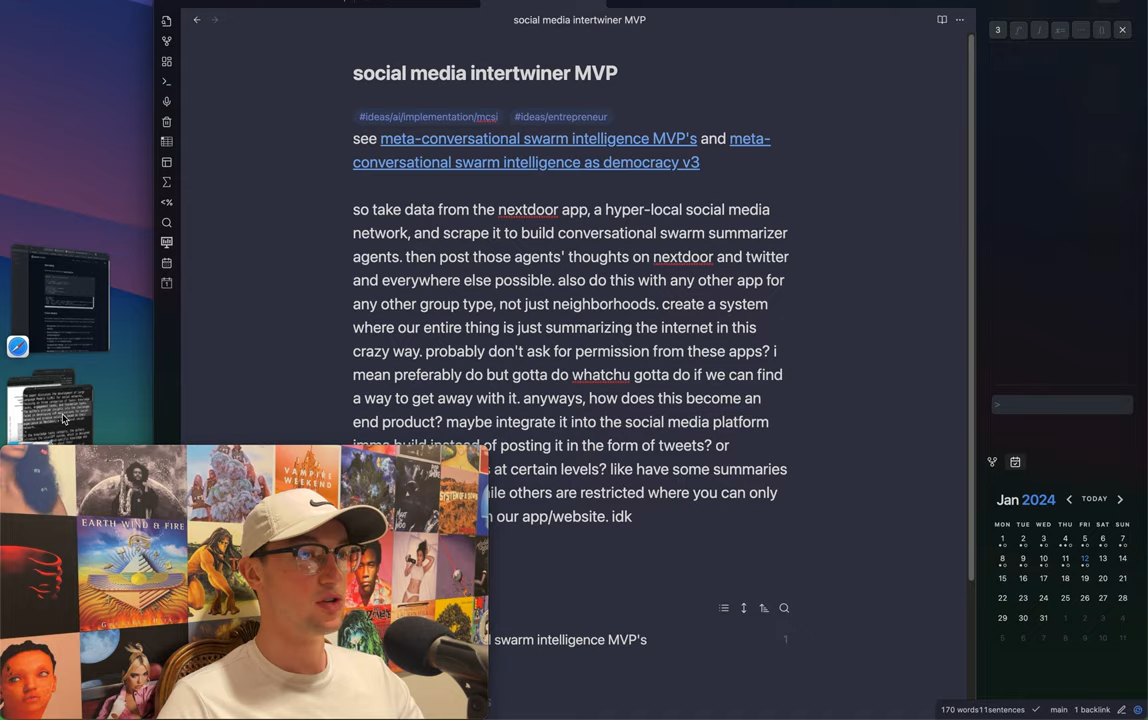 social media intertwiner MVP
3
social media intertwiner MVP
#ideas/ai/implementation/mcsi #ideas/entrepreneur
see meta-conversational swarm intelligence MVP's and meta-
conversational swarm intelligence as democracy v3
so take data from the nextdoor app, a hyper-local social media
network, and scrape it to build conversational swarm summarizer
agents. then post those agents' thoughts on nextdoor and twitter
and everywhere else possible. also do this with any other app for
any other group type, not just neighborhoods. create a system
where our entire thing is just summarizing the internet in this
crazy way. probably don't ask for permission from these apps? i
mean preferably do but gotta do whatchu gotta do if we can find
a way to get away with it. anyways, how does this become an
end product? maybe integrate it into the social media platform
instead of posting it in the form of tweets? or
at certain levels? like have some summaries
while others are restricted where you can only
our app/website. idk
swarm intelligence MVP's
1
>
Jan 2024 TODAY
MON TUE WED THU FRI SAT SUN
1 2 3 4 5 6 7
8 9 10 11 12 13 14
15 16 17 18 19 20 21
22 23 24 25 26 27 28
29 30 31 1 2 3 4
5 6 7 8 9 10 11
170 words 11 sentences main 1 backlink
VAMPIRE
WEEKEND
EARTH WIND & FIRE